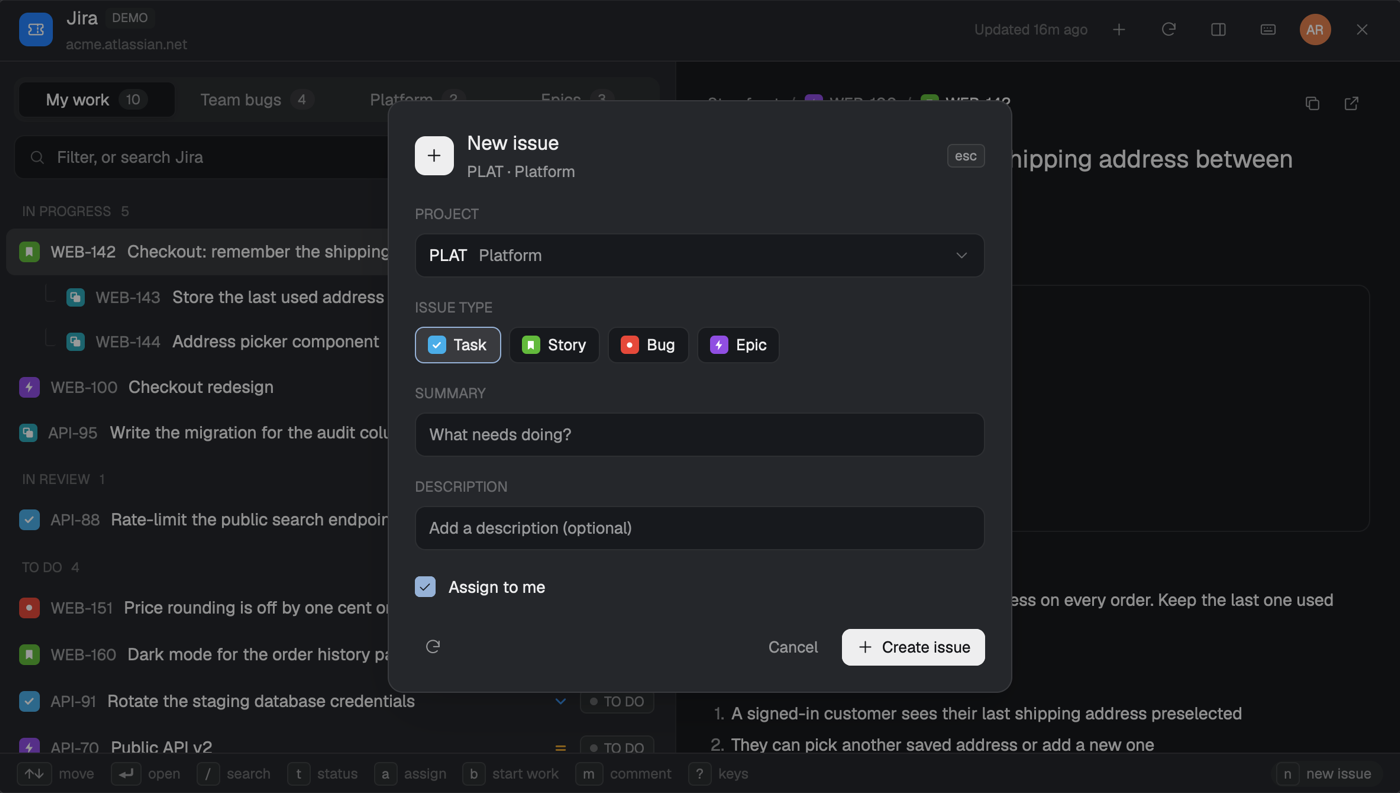 Jira DEMO
acme.atlassian.net
Updated 16m ago
AR
My work 10
Team bugs 4
Platform 2
Epics 3
Filter, or search Jira
IN PROGRESS 5
WEB-142 Checkout: remember the shipping
WEB-143 Store the last used address
WEB-144 Address picker component
WEB-100 Checkout redesign
API-95 Write the migration for the audit
IN REVIEW 1
API-88 Rate-limit the public search
TO DO 4
WEB-151 Price rounding is off by one cent
WEB-160 Dark mode for the order history
API-91 Rotate the staging database credentials TO DO
API-70 Public API v2 TO DO
New issue
PLAT · Platform
esc
PROJECT
PLAT Platform
ISSUE TYPE
Task Story Bug Epic
SUMMARY
What needs doing?
DESCRIPTION
Add a description (optional)
Assign to me
Cancel
Create issue
WEB-142
shipping address between
on every order. Keep the last one used
1. A signed-in customer sees their last shipping address preselected
2. They can pick another saved address or add a new one
↑↓ move
↵ open
/ search
t status
a assign
b start work
m comment
? keys
n new issue